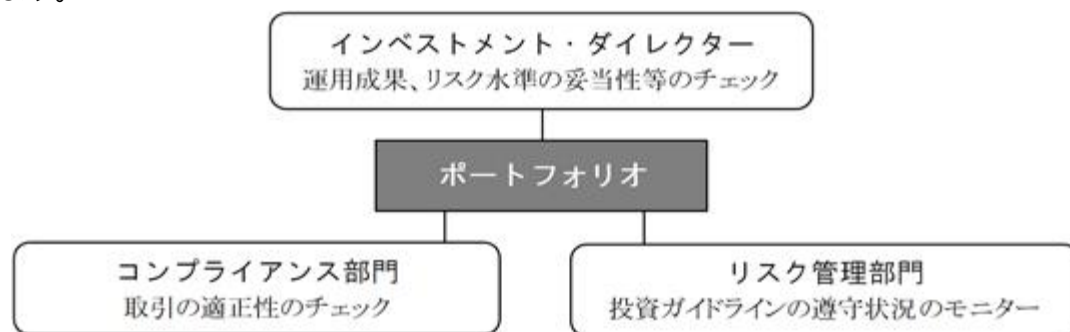 インベストメント・ダイレクター
運用成果、リスク水準の妥当性等のチェック
ポートフォリオ
コンプライアンス部門
取引の適正性のチェック
リスク管理部門
投資ガイドラインの遵守状況のモニター